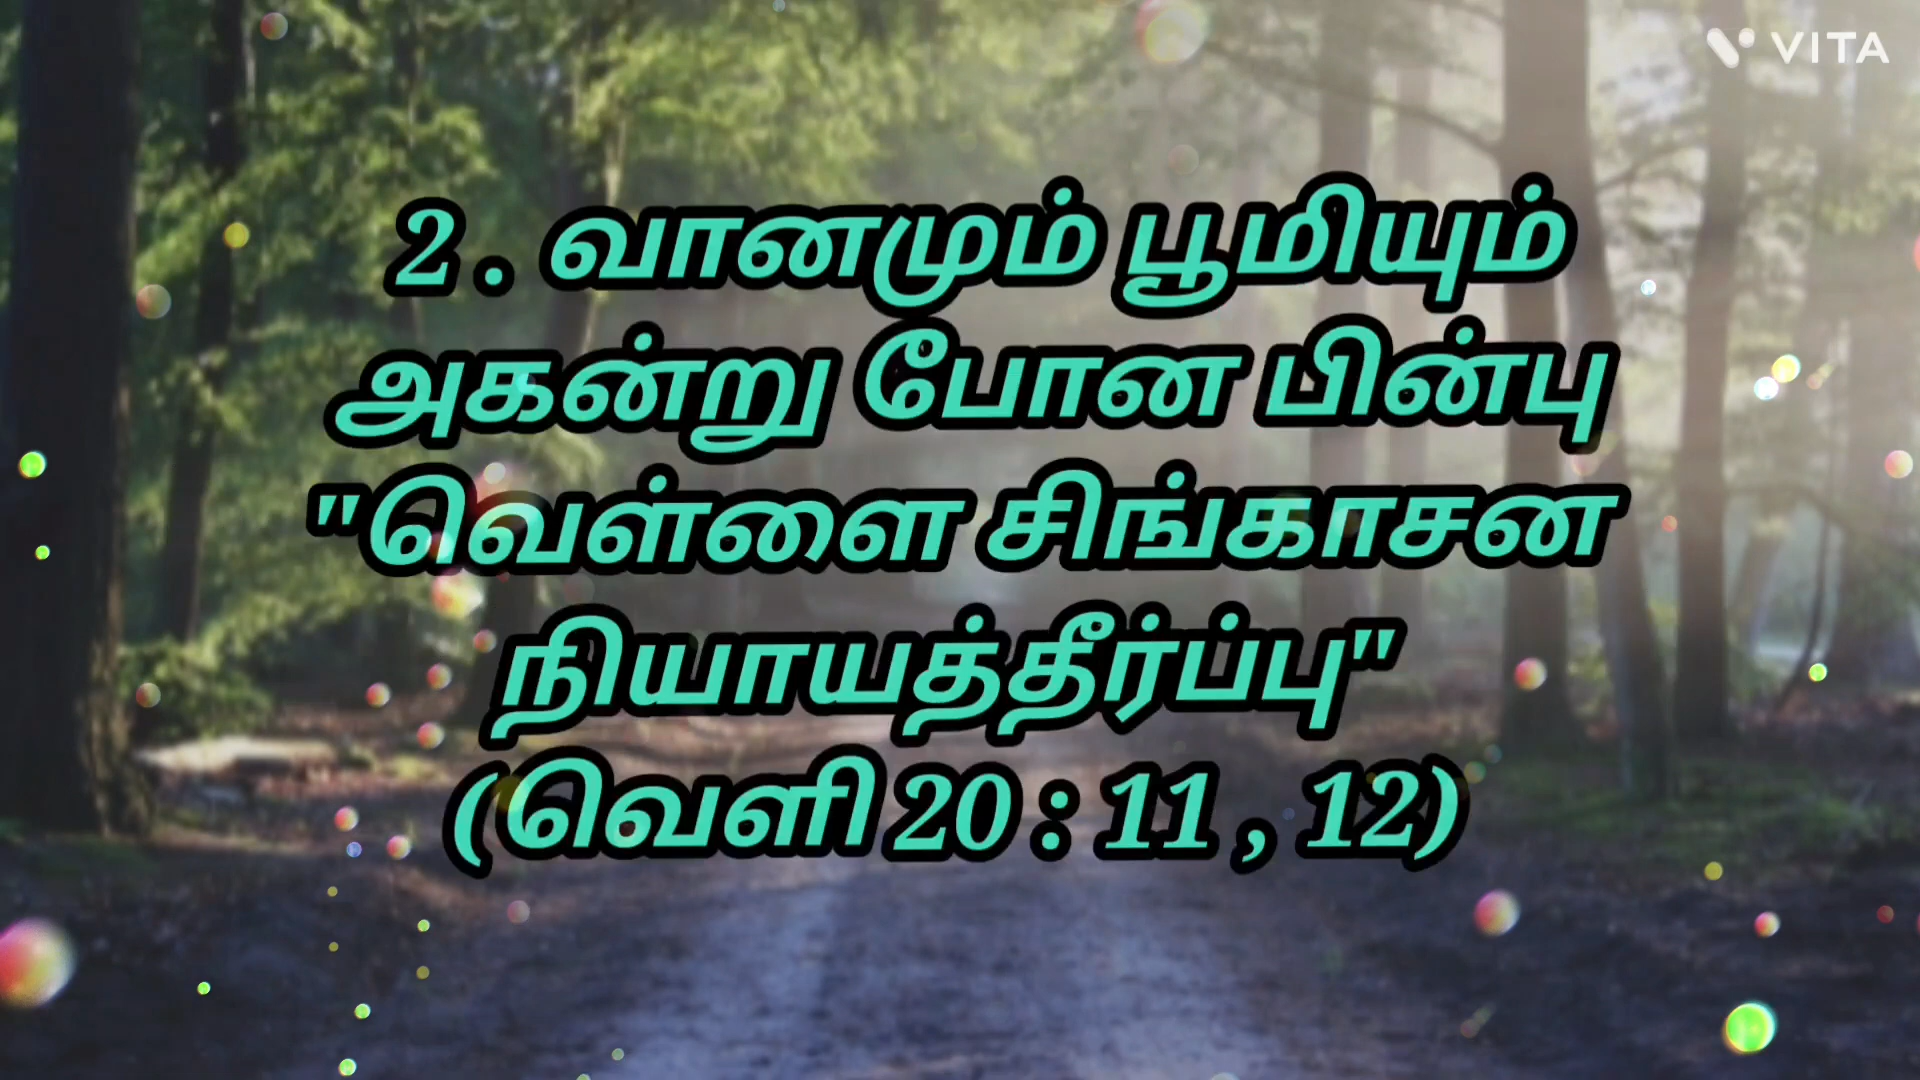 VITA
2 . வானமும் பூமியும்
அகன்று போன பின்பு
"வெள்ளை சிங்காசன
நியாயத்தீர்ப்பு"
(வெளி 20 : 11 , 12)